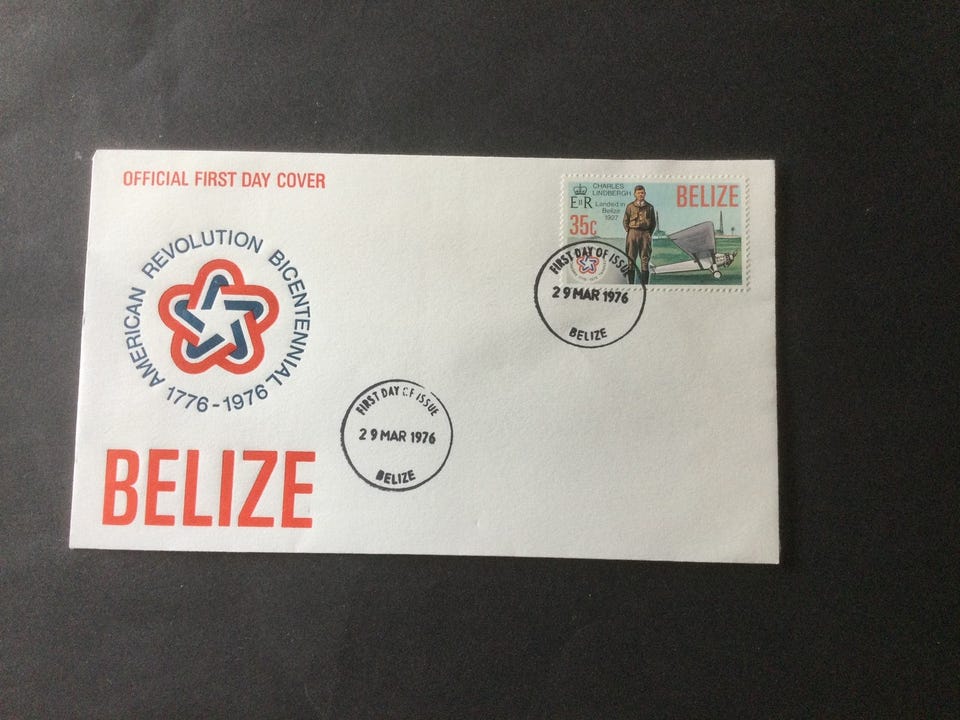 OFFICIAL FIRST DAY COVER
AMERICAN REVOLUTION BICENTENNIAL
1776-1976
BELIZE
FIRST DAY OF ISSUE
29 MAR 1976
BELIZE
EIIR
CHARLES
LINDBERGH
Landed in
Belize
1927
35c
BELIZE
FIRST DAY OF ISSUE
29 MAR 1976
BELIZE